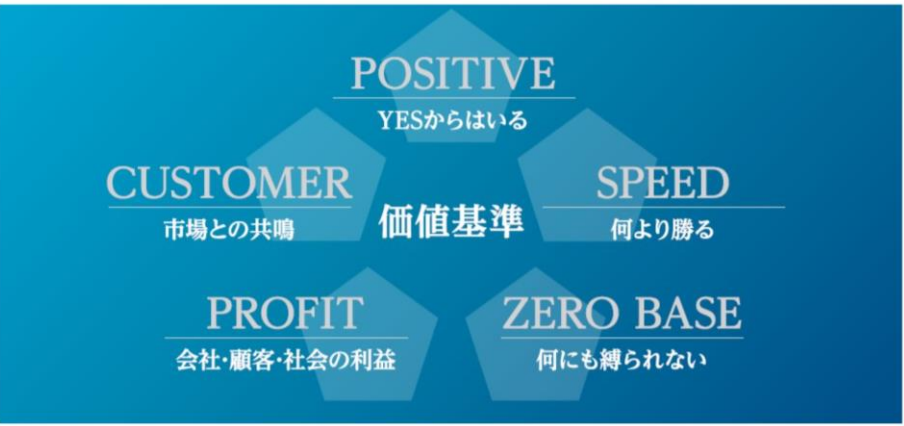 POSITIVE
YESからはいる
CUSTOMER
市場との共鳴
価値基準
SPEED
何より勝る
PROFIT
会社・顧客・社会の利益
ZERO BASE
何にも縛られない